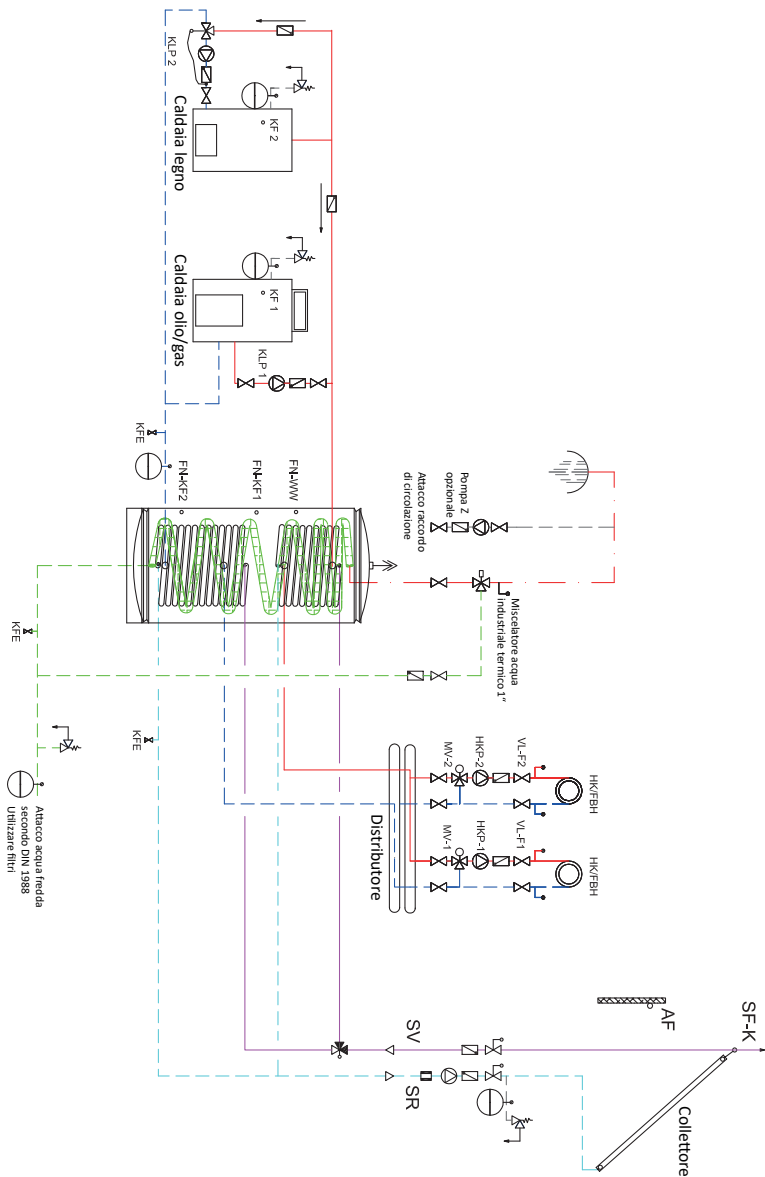 KLP 2
KF 2
Caldaia legno
KF 1
Caldaia olio/gas
KLP 1
KFE
FN-KF2
FN-KF1
FN-WW
Attacco raccordo
di circolazione
Pompa Z
opzionale
Miscelatore acqua
industriale termico 1“
KFE
KFE
Attacco acqua fredda
secondo DIN 1988
Utilizzare filtri
MV-2
HKP-2
VL-F2
HK/FBH
MV-1
HKP-1
VL-F1
HK/FBH
Distributore
AF
SF-K
SV
SR
Collettore